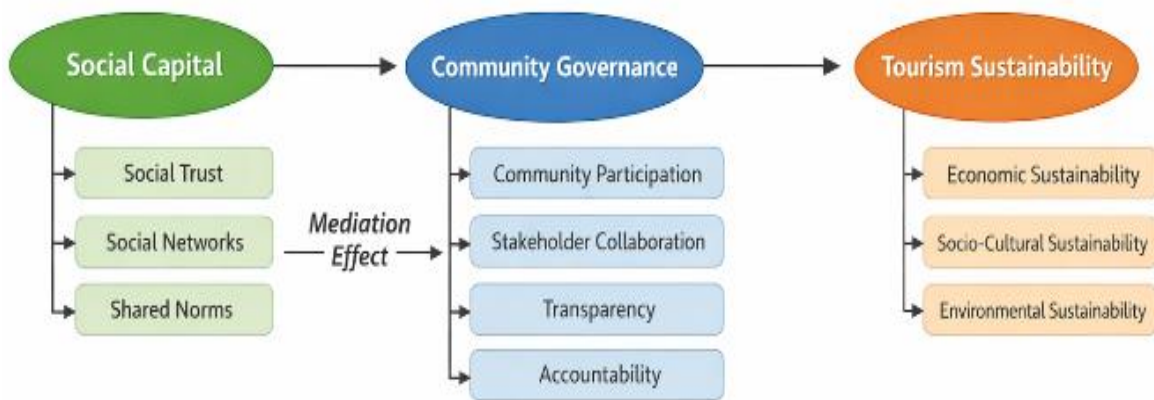 Social Capital
Community Governance
Tourism Sustainability
Social Trust
Social Networks
Shared Norms
Mediation
Effect
Community Participation
Stakeholder Collaboration
Transparency
Accountability
Economic Sustainability
Socio-Cultural Sustainability
Environmental Sustainability